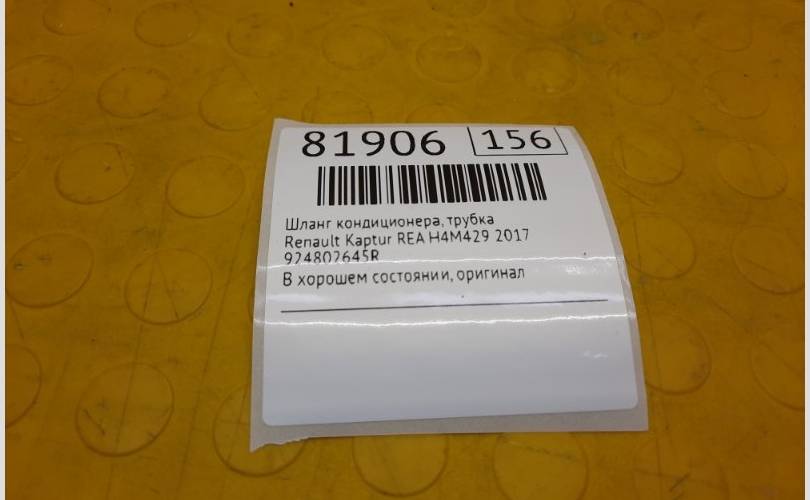 81906 156
Шланг кондиционера, трубка
Renault Kaptur REA H4M429 2017
924802645R
В хорошем состоянии, оригинал